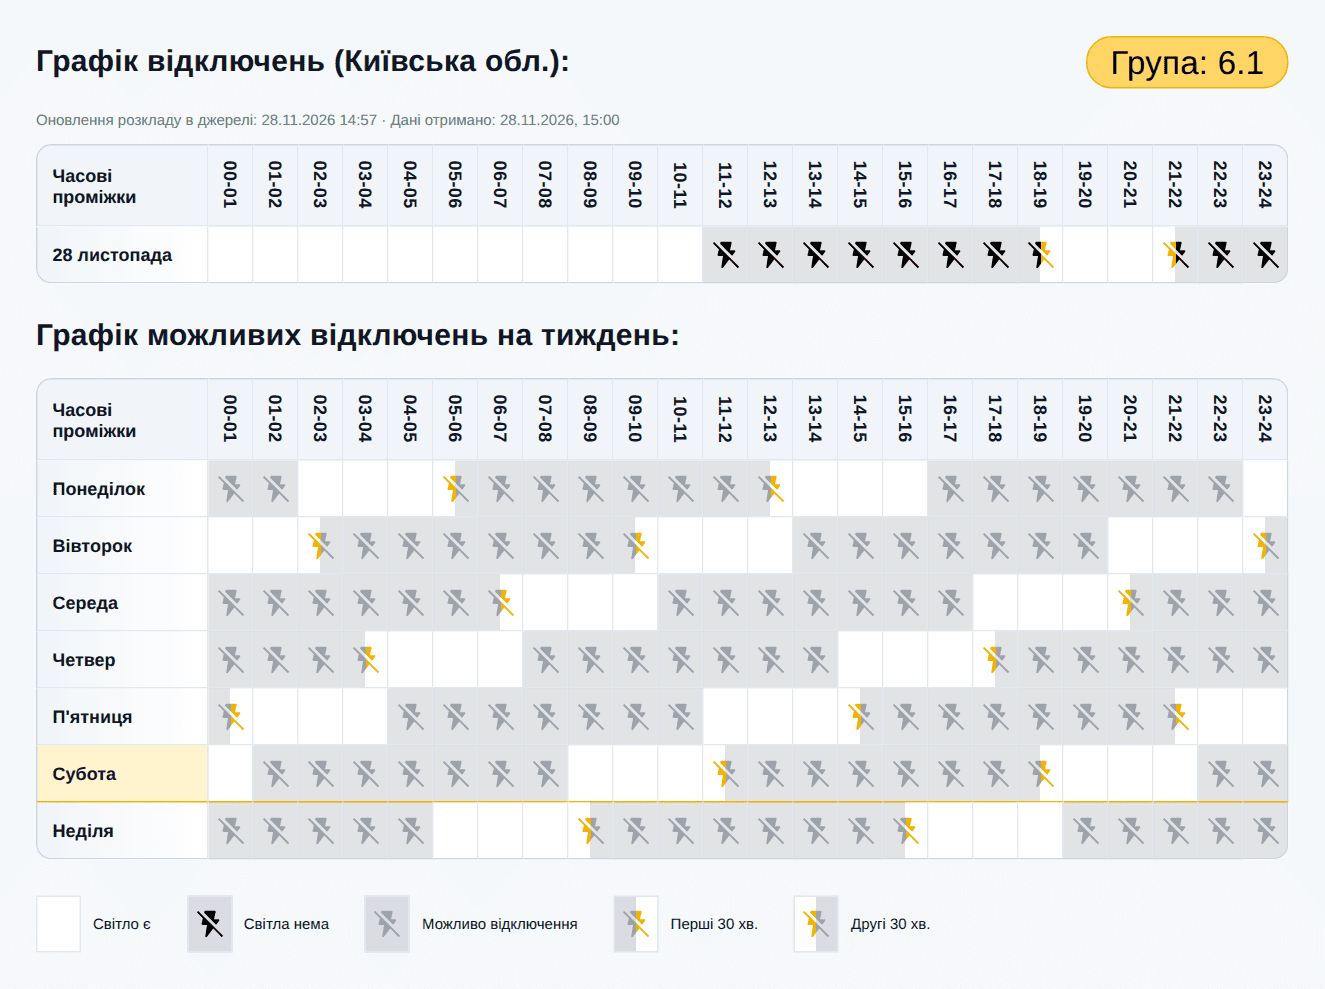 Графік відключень (Київська обл.):
Група: 6.1
Оновлення розкладу в джерелі: 28.11.2026 14:57 · Дані отримано: 28.11.2026, 15:00
Часові
проміжки
00-01 01-02 02-03 03-04 04-05 05-06 06-07 07-08 08-09 09-10 10-11 11-12 12-13 13-14 14-15 15-16 16-17 17-18 18-19 19-20 20-21 21-22 22-23 23-24
28 листопада
Графік можливих відключень на тиждень:
Часові
проміжки
00-01 01-02 02-03 03-04 04-05 05-06 06-07 07-08 08-09 09-10 10-11 11-12 12-13 13-14 14-15 15-16 16-17 17-18 18-19 19-20 20-21 21-22 22-23 23-24
Понеділок
Вівторок
Середа
Четвер
П'ятниця
Субота
Неділя
Світло є
Світла нема
Можливо відключення
Перші 30 хв.
Другі 30 хв.